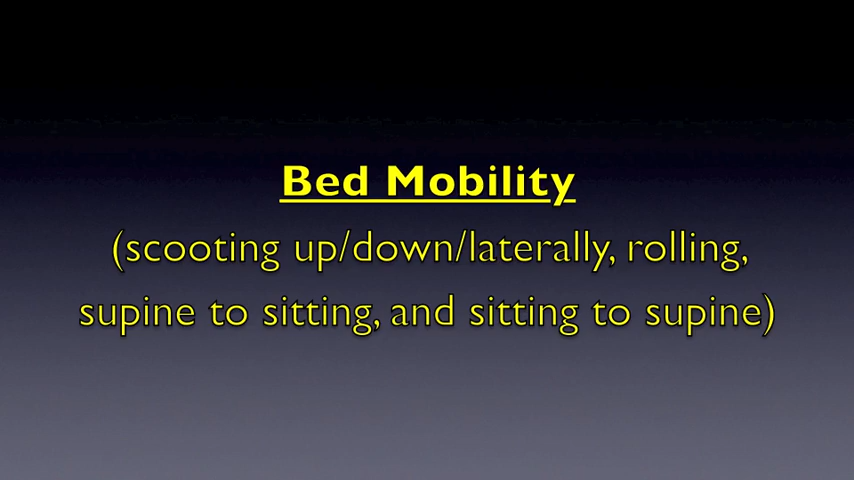 Bed Mobility
(scooting up/down/laterally, rolling,
supine to sitting, and sitting to supine)